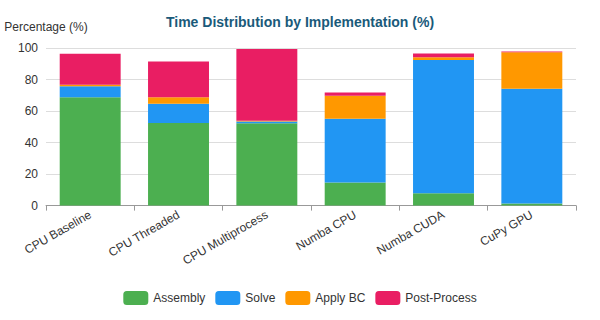 Time Distribution by Implementation (%)
Percentage (%)
100
80
60
40
20
0
CPU Baseline
CPU Threaded
CPU Multiprocess
Numba CPU
Numba CUDA
CuPy GPU
Assembly
Solve
Apply BC
Post-Process